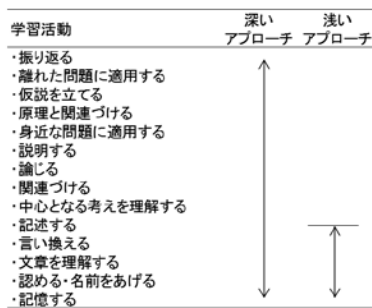 学習活動
深い
アプローチ
浅い
アプローチ
・振り返る
・離れた問題に適用する
・仮説を立てる
・原理と関連づける
・身近な問題に適用する
・説明する
・論じる
・関連づける
・中心となる考えを理解する
・記述する
・言い換える
・文章を理解する
・認める・名前をあげる
・記憶する